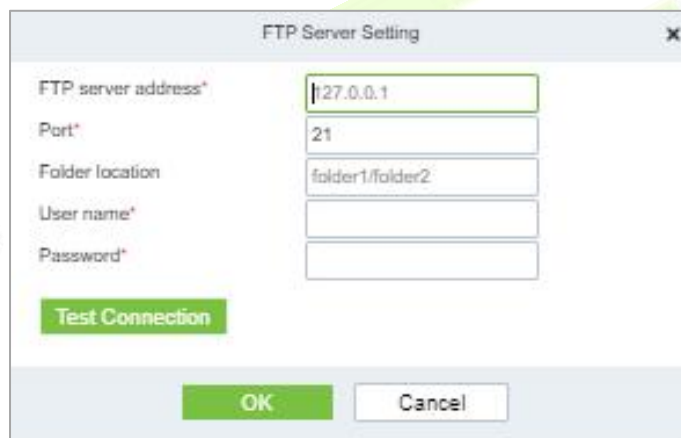 FTP Server Setting x
FTP server address* 127.0.0.1
Port* 21
Folder location folder1/folder2
User name*
Password*
Test Connection
OK Cancel